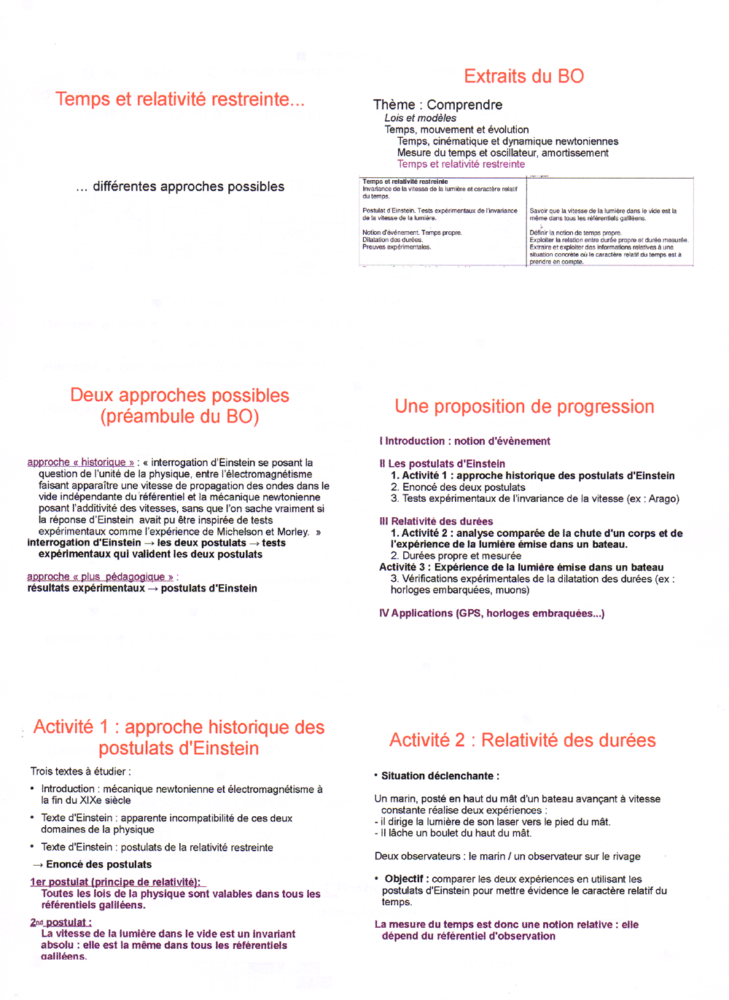 Temps et relativité restreinte...
... différentes approches possibles
Extraits du BO
Thème : Comprendre
Lois et modèles
Temps, mouvement et évolution
Temps, cinématique et dynamique newtoniennes
Mesure du temps et oscillateur, amortissement
Temps et relativité restreinte
Temps et relativité restreinte
Invariance de la vitesse de la lumière et caractère relatif
du temps.
Postulat d'Einstein. Tests expérimentaux de l'invariance
de la vitesse de la lumière.
Notion d'événement. Temps propre.
Dilatation des durées.
Preuves expérimentales.
Savoir que la vitesse de la lumière dans le vide est la
même dans tous les référentiels galiléens.
Définir la notion de temps propre.
Exploiter la relation entre durée propre et durée mesurée.
Extraire et exploiter des informations relatives à une
situation concrète où le caractère relatif du temps est à
prendre en compte.
Deux approches possibles
(préambule du BO)
approche « historique » : « interrogation d'Einstein se posant la
question de l'unité de la physique, entre l'électromagnétisme
faisant apparaître une vitesse de propagation des ondes dans le
vide indépendante du référentiel et la mécanique newtonienne
posant l'additivité des vitesses, sans que l'on sache vraiment si
la réponse d'Einstein avait pu être inspirée de tests
expérimentaux comme l'expérience de Michelson et Morley. »
interrogation d'Einstein → les deux postulats → tests
expérimentaux qui valident les deux postulats
approche « plus pédagogique » :
résultats expérimentaux → postulats d'Einstein
Une proposition de progression
I Introduction : notion d'évènement
II Les postulats d'Einstein
1. Activité 1 : approche historique des postulats d'Einstein
2. Enoncé des deux postulats
3. Tests expérimentaux de l'invariance de la vitesse (ex : Arago)
III Relativité des durées
1. Activité 2 : analyse comparée de la chute d'un corps et de
l'expérience de la lumière émise dans un bateau.
2. Durées propre et mesurée
Activité 3 : Expérience de la lumière émise dans un bateau
3. Vérifications expérimentales de la dilatation des durées (ex :
horloges embarquées, muons)
IV Applications (GPS, horloges embraquées...)
Activité 1 : approche historique des
postulats d'Einstein
Trois textes à étudier :
• Introduction : mécanique newtonienne et électromagnétisme à
la fin du XIXe siècle
• Texte d'Einstein : apparente incompatibilité de ces deux
domaines de la physique
• Texte d'Einstein : postulats de la relativité restreinte
→ Enoncé des postulats
1er postulat (principe de relativité):
Toutes les lois de la physique sont valables dans tous les
référentiels galiléens.
2nd postulat :
La vitesse de la lumière dans le vide est un invariant
absolu : elle est la même dans tous les référentiels
galiléens.
Activité 2 : Relativité des durées
• Situation déclenchante :
Un marin, posté en haut du mât d'un bateau avançant à vitesse
constante réalise deux expériences :
- il dirige la lumière de son laser vers le pied du mât.
- Il lâche un boulet du haut du mât.
Deux observateurs : le marin / un observateur sur le rivage
• Objectif : comparer les deux expériences en utilisant les
postulats d'Einstein pour mettre évidence le caractère relatif du
temps.
La mesure du temps est donc une notion relative : elle
dépend du référentiel d'observation